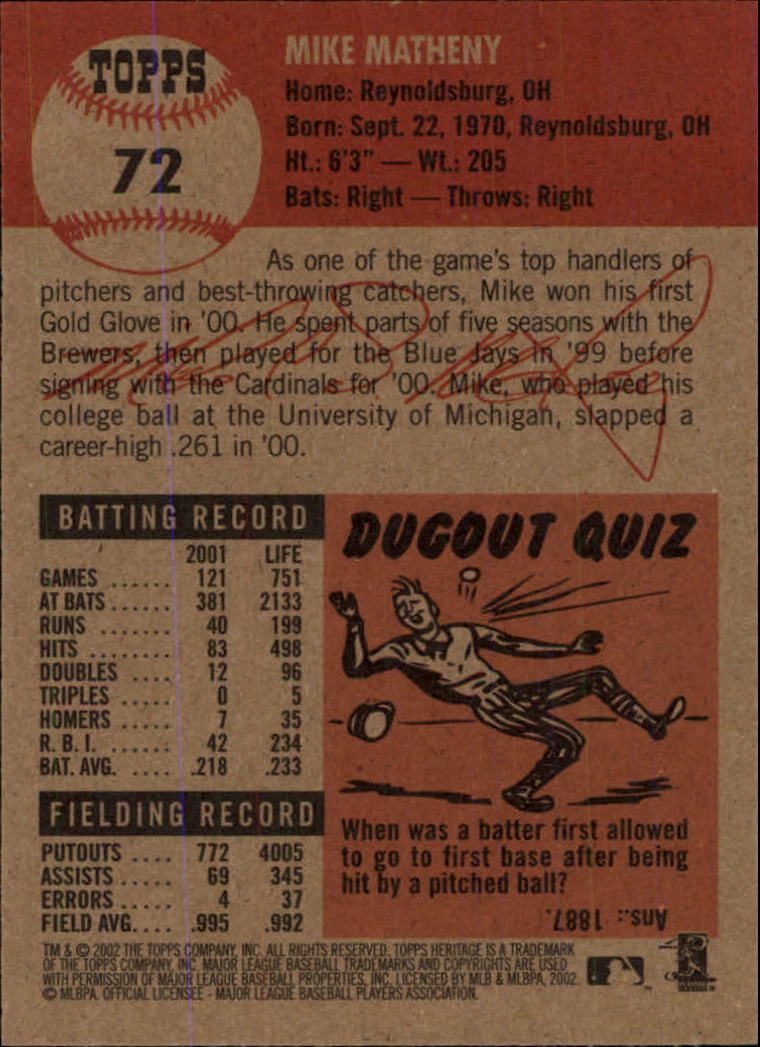 TOPPS
72
MIKE MATHENY
Home: Reynoldsburg, OH
Born: Sept. 22, 1970, Reynoldsburg, OH
Ht.: 6'3" — Wt.: 205
Bats: Right — Throws: Right
As one of the game's top handlers of
pitchers and best-throwing catchers, Mike won his first
Gold Glove in '00. He spent parts of five seasons with the
Brewers, then played for the Blue Jays in '99 before
signing with the Cardinals for '00. Mike, who played his
college ball at the University of Michigan, slapped a
career-high .261 in '00.
BATTING RECORD
2001 LIFE
GAMES ...... 121 751
AT BATS ...... 381 2133
RUNS ....... 40 199
HITS ........ 83 498
DOUBLES .... 12 96
TRIPLES ..... 0 5
HOMERS .... 7 35
R. B. I. ...... 42 234
BAT. AVG. .... .218 .233
FIELDING RECORD
PUTOUTS .... 772 4005
ASSISTS ..... 69 345
ERRORS ..... 4 37
FIELD AVG. ... .995 .992
DUGOUT QUIZ
When was a batter first allowed
to go to first base after being
hit by a pitched ball?
Ans.: 1887.
TM & © 2002 THE TOPPS COMPANY, INC. ALL RIGHTS RESERVED. TOPPS HERITAGE IS A TRADEMARK
OF THE TOPPS COMPANY, INC. MAJOR LEAGUE BASEBALL TRADEMARKS AND COPYRIGHTS ARE USED
WITH PERMISSION OF MAJOR LEAGUE BASEBALL PROPERTIES, INC. LICENSED BY MLB & MLBPA, 2002.
© MLBPA. OFFICIAL LICENSEE - MAJOR LEAGUE BASEBALL PLAYERS ASSOCIATION.